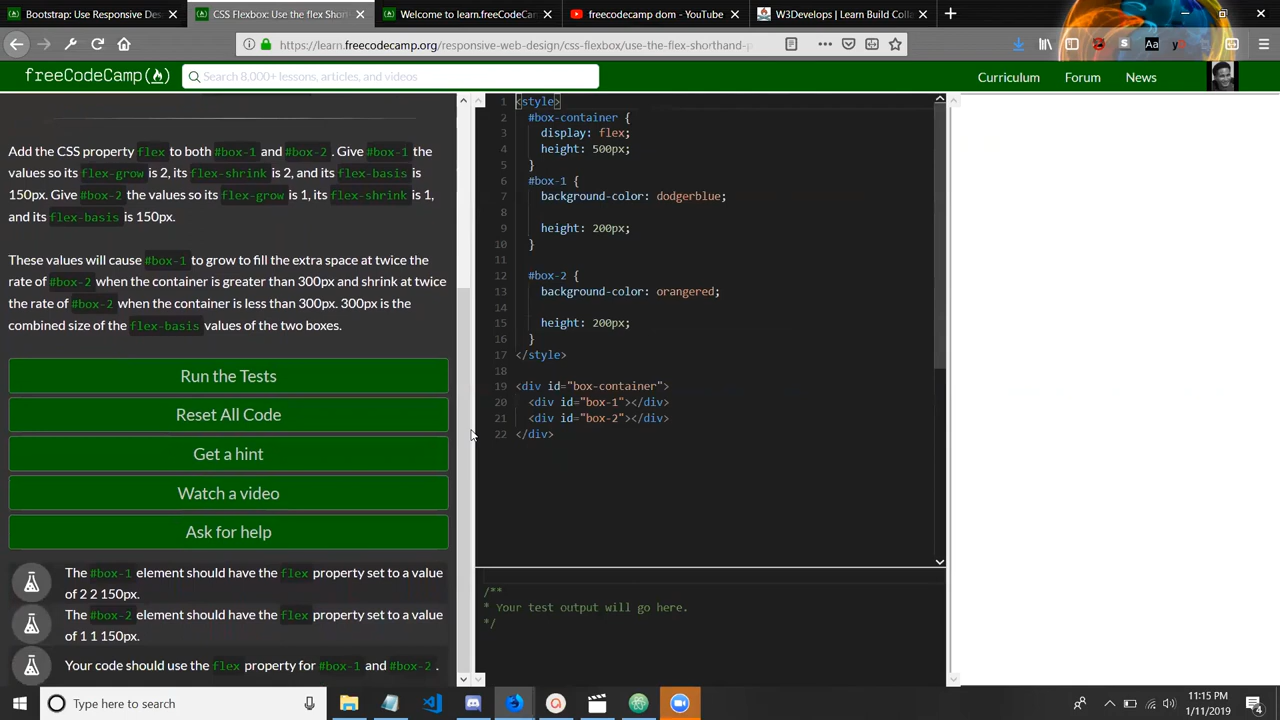 Bootstrap: Use Responsive Des
CSS Flexbox: Use the flex Shor
Welcome to learn.freeCodeCar
freecodecamp dom - YouTube
W3Develops | Learn Build Colla
https://learn.freecodecamp.org/responsive-web-design/css-flexbox/use-the-flex-shorthand-p
freeCodeCamp
Search 8,000+ lessons, articles, and videos
Curriculum
Forum
News
Add the CSS property flex to both #box-1 and #box-2 . Give #box-1 the
values so its flex-grow is 2, its flex-shrink is 2, and its flex-basis is
150px. Give #box-2 the values so its flex-grow is 1, its flex-shrink is 1,
and its flex-basis is 150px.
These values will cause #box-1 to grow to fill the extra space at twice the
rate of #box-2 when the container is greater than 300px and shrink at twice
the rate of #box-2 when the container is less than 300px. 300px is the
combined size of the flex-basis values of the two boxes.
Run the Tests
Reset All Code
Get a hint
Watch a video
Ask for help
The #box-1 element should have the flex property set to a value
of 2 2 150px.
The #box-2 element should have the flex property set to a value
of 1 1 150px.
Your code should use the flex property for #box-1 and #box-2 .
1 <style>
2 #box-container {
3 display: flex;
4 height: 500px;
5 }
6 #box-1 {
7 background-color: dodgerblue;
8
9 height: 200px;
10 }
11
12 #box-2 {
13 background-color: orangered;
14
15 height: 200px;
16 }
17 </style>
18
19 <div id="box-container">
20 <div id="box-1"></div>
21 <div id="box-2"></div>
22 </div>
/**
* Your test output will go here.
*/
Type here to search
11:15 PM
1/11/2019
4